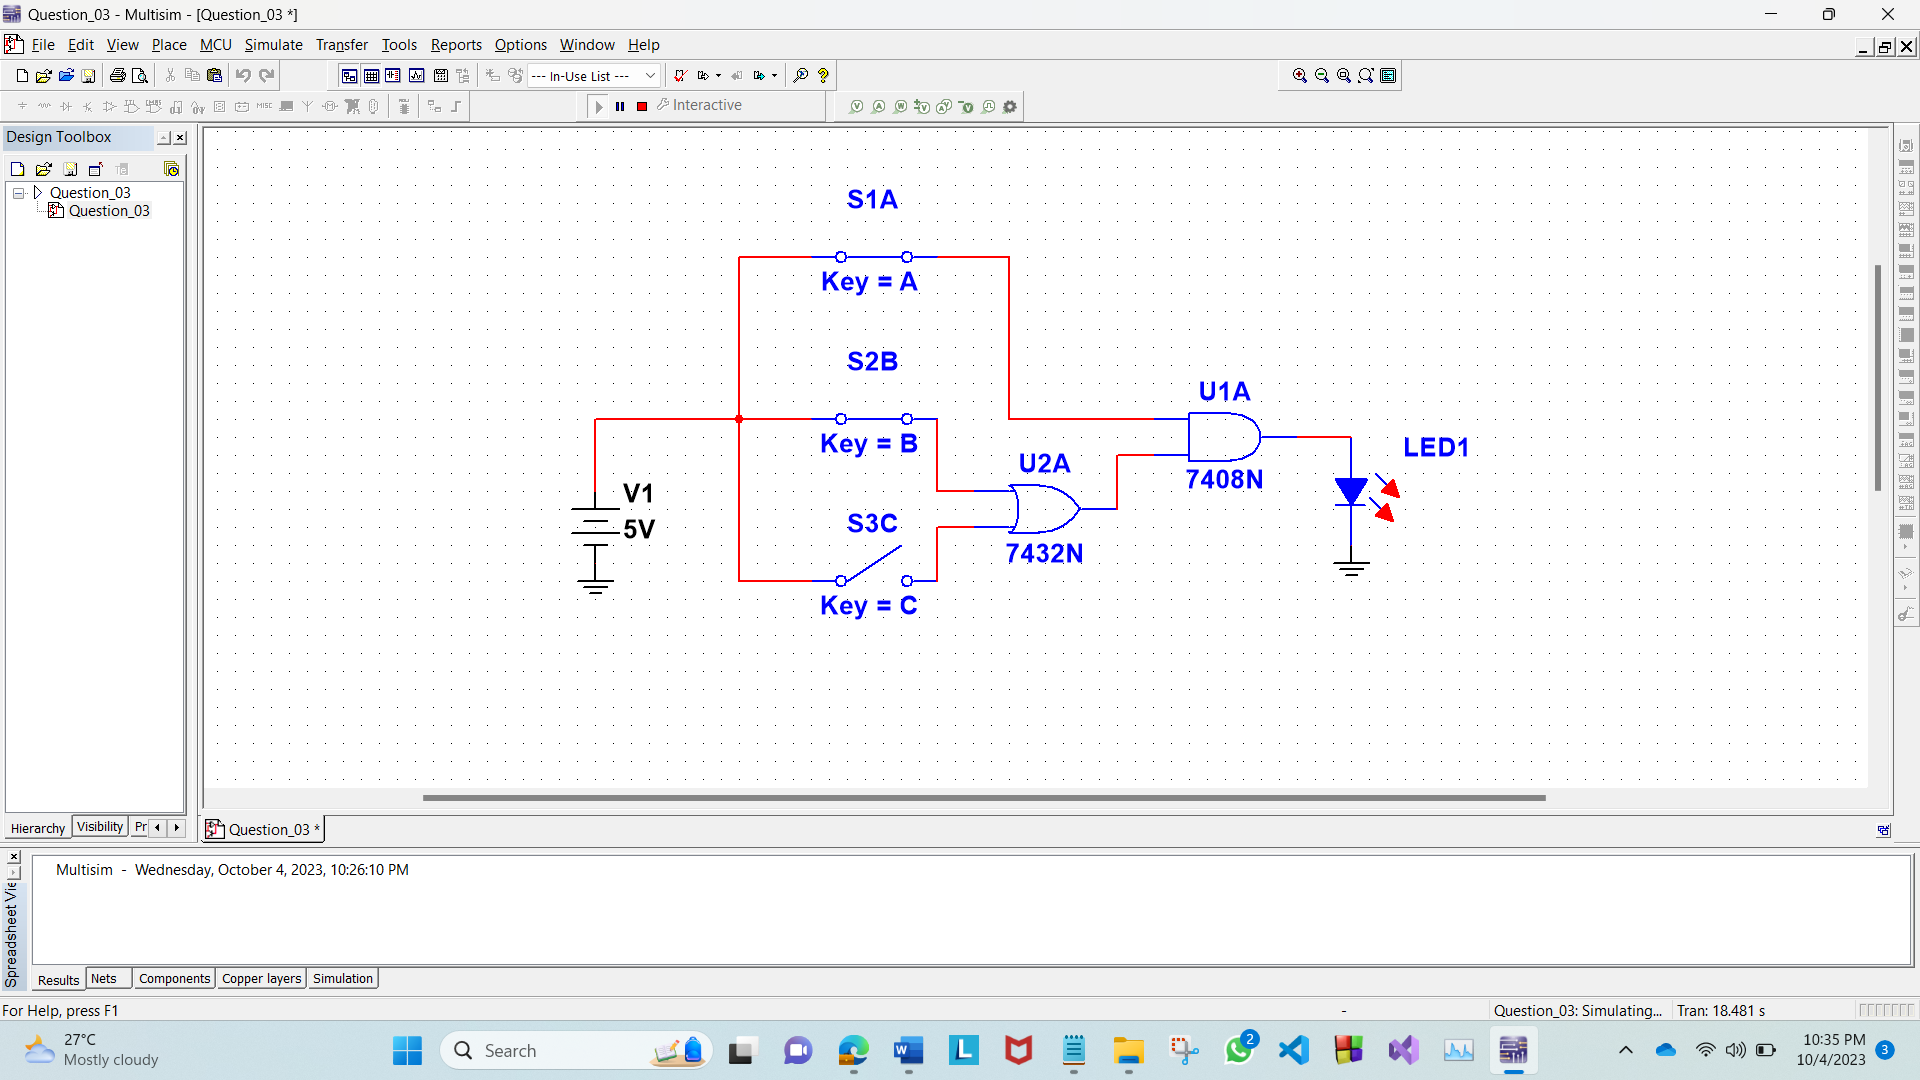 Question_03 - Multisim - [Question_03 *]
File Edit View Place MCU Simulate Transfer Tools Reports Options Window Help
--- In-Use List ---
Interactive
Design Toolbox
Question_03
Question_03
S1A
Key = A
S2B
Key = B
S3C
Key = C
V1
5V
U2A
7432N
U1A
7408N
LED1
Hierarchy Visibility Pr
Question_03 *
Multisim - Wednesday, October 4, 2023, 10:26:10 PM
Spreadsheet Vie
Results Nets Components Copper layers Simulation
For Help, press F1
-
Question_03: Simulating... Tran: 18.481 s
27°C
Mostly cloudy
Search
2
10:35 PM
10/4/2023
3